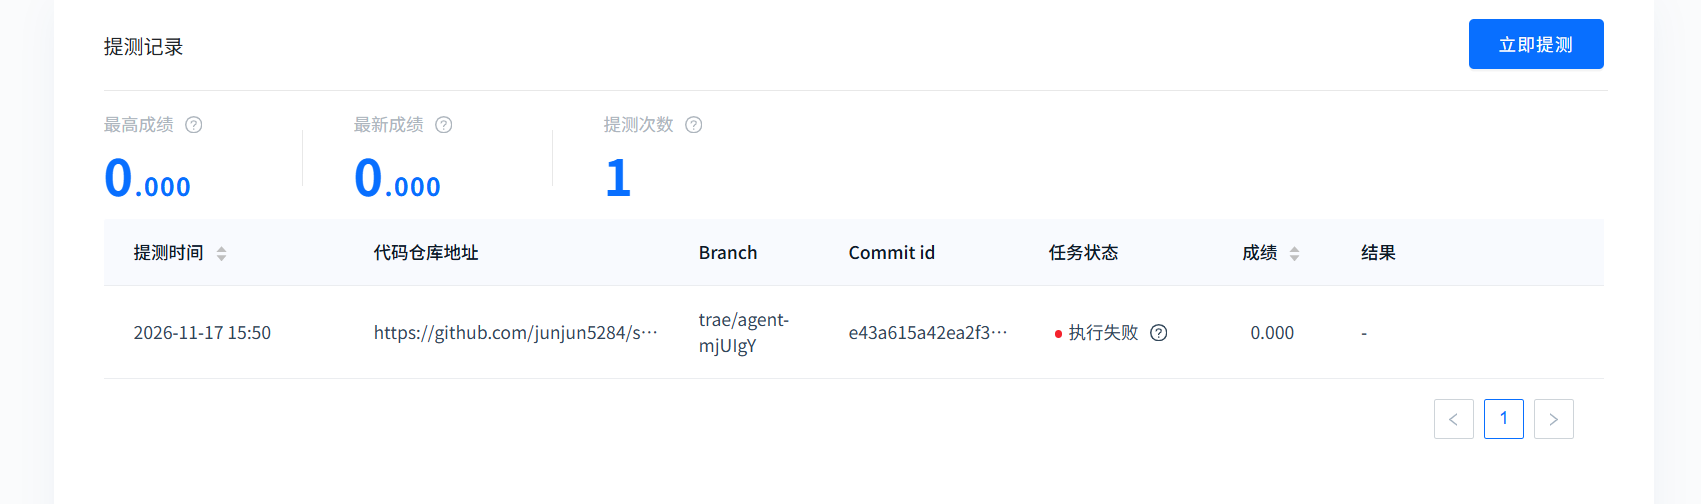 提测记录
立即提测
最高成绩
最新成绩
提测次数
0.000
0.000
1
提测时间
代码仓库地址
Branch
Commit id
任务状态
成绩
结果
2026-11-17 15:50
https://github.com/junjun5284/s···
trae/agent-
mjUIgY
e43a615a42ea2f3···
执行失败
0.000
-
1